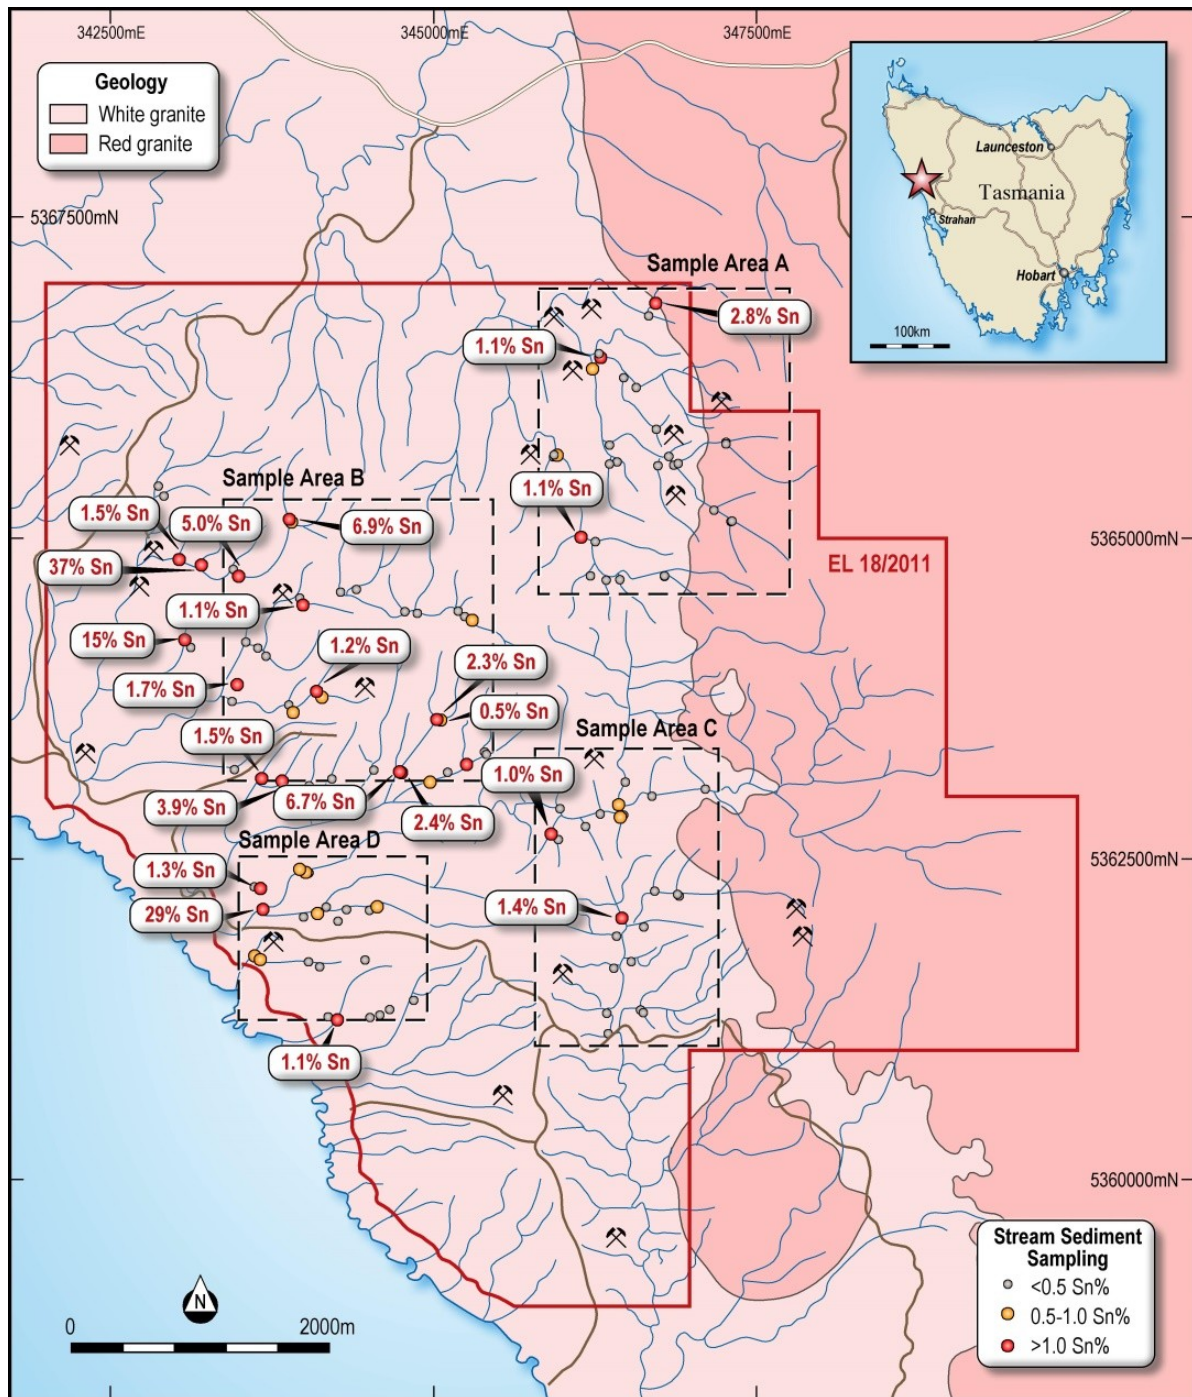 342500mE
345000mE
347500mE
Geology
White granite
Red granite
Launceston
Tasmania
Strahan
Hobart
100km
5367500mN
Sample Area A
2.8% Sn
1.1% Sn
Sample Area B
1.5% Sn
5.0% Sn
6.9% Sn
1.1% Sn
37% Sn
5365000mN
EL 18/2011
1.1% Sn
15% Sn
1.2% Sn
2.3% Sn
1.7% Sn
0.5% Sn
1.5% Sn
Sample Area C
1.0% Sn
3.9% Sn
6.7% Sn
2.4% Sn
Sample Area D
1.3% Sn
5362500mN
29% Sn
1.4% Sn
1.1% Sn
5360000mN
Stream Sediment
Sampling
<0.5 Sn%
0.5-1.0 Sn%
>1.0 Sn%
N
0
2000m